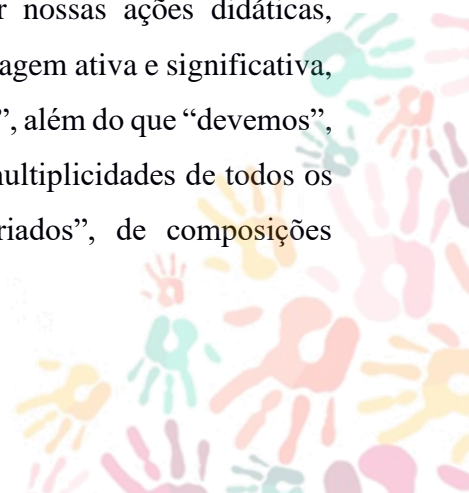 r nossas ações didáticas,
agem ativa e significativa,
”, além do que “devemos”,
multiplicidades de todos os
riados”, de composições